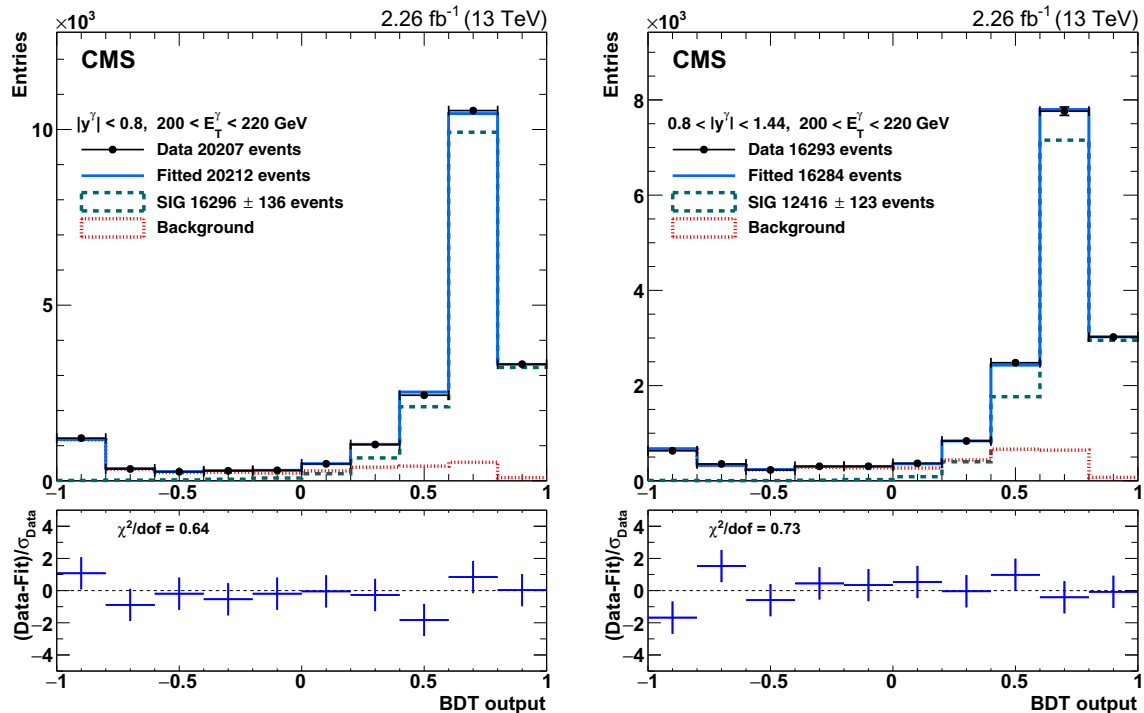 2.26 fb⁻¹ (13 TeV)
×10³
Entries
CMS
|y^γ| < 0.8, 200 < E_T^γ < 220 GeV
Data 20207 events
Fitted 20212 events
SIG 16296 ± 136 events
Background
10
5
0
−1 −0.5 0 0.5 1
(Data-Fit)/σ_Data
χ²/dof = 0.64
4
2
0
−2
−4
−1 −0.5 0 0.5 1
BDT output
2.26 fb⁻¹ (13 TeV)
×10³
Entries
CMS
0.8 < |y^γ| < 1.44, 200 < E_T^γ < 220 GeV
Data 16293 events
Fitted 16284 events
SIG 12416 ± 123 events
Background
8
6
4
2
0
−1 −0.5 0 0.5 1
(Data-Fit)/σ_Data
χ²/dof = 0.73
4
2
0
−2
−4
−1 −0.5 0 0.5 1
BDT output